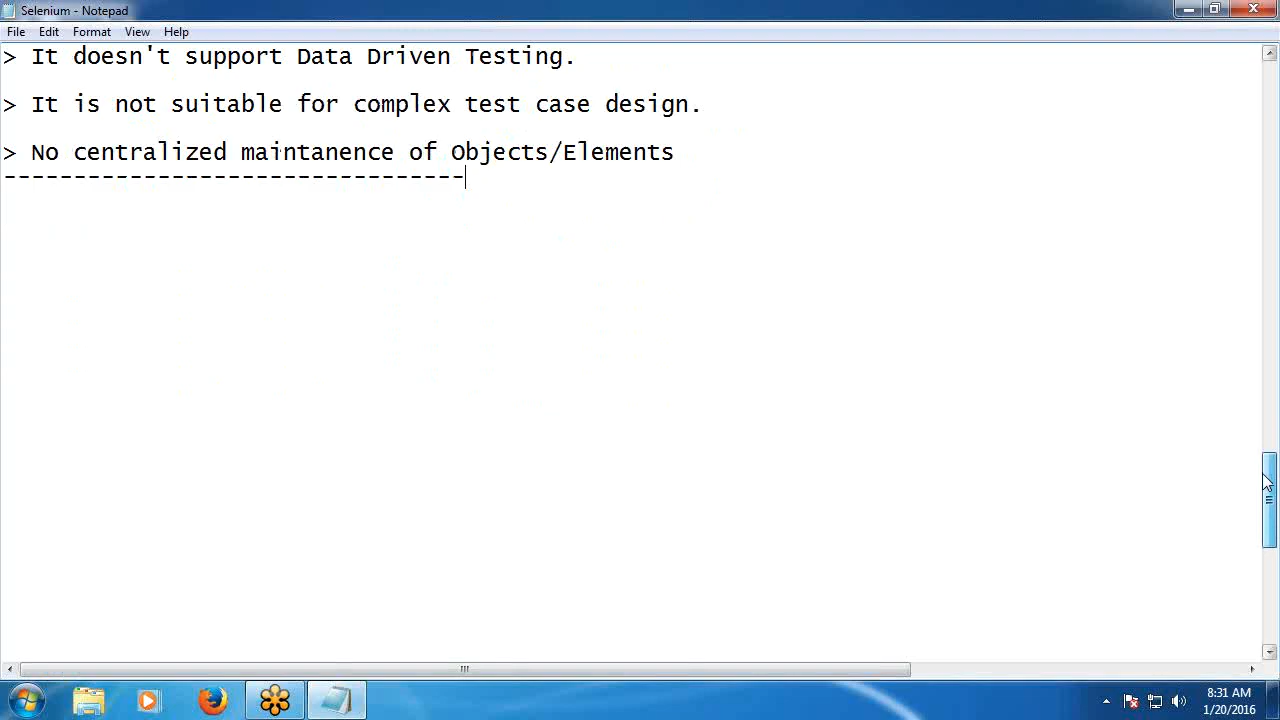 Selenium - Notepad
File Edit Format View Help
> It doesn't support Data Driven Testing.
> It is not suitable for complex test case design.
> No centralized maintanence of Objects/Elements
---------------------------------
8:31 AM
1/20/2016